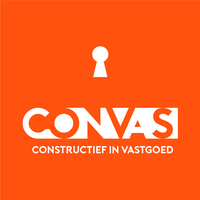 CONVAS
CONSTRUCTIEF IN VASTGOED